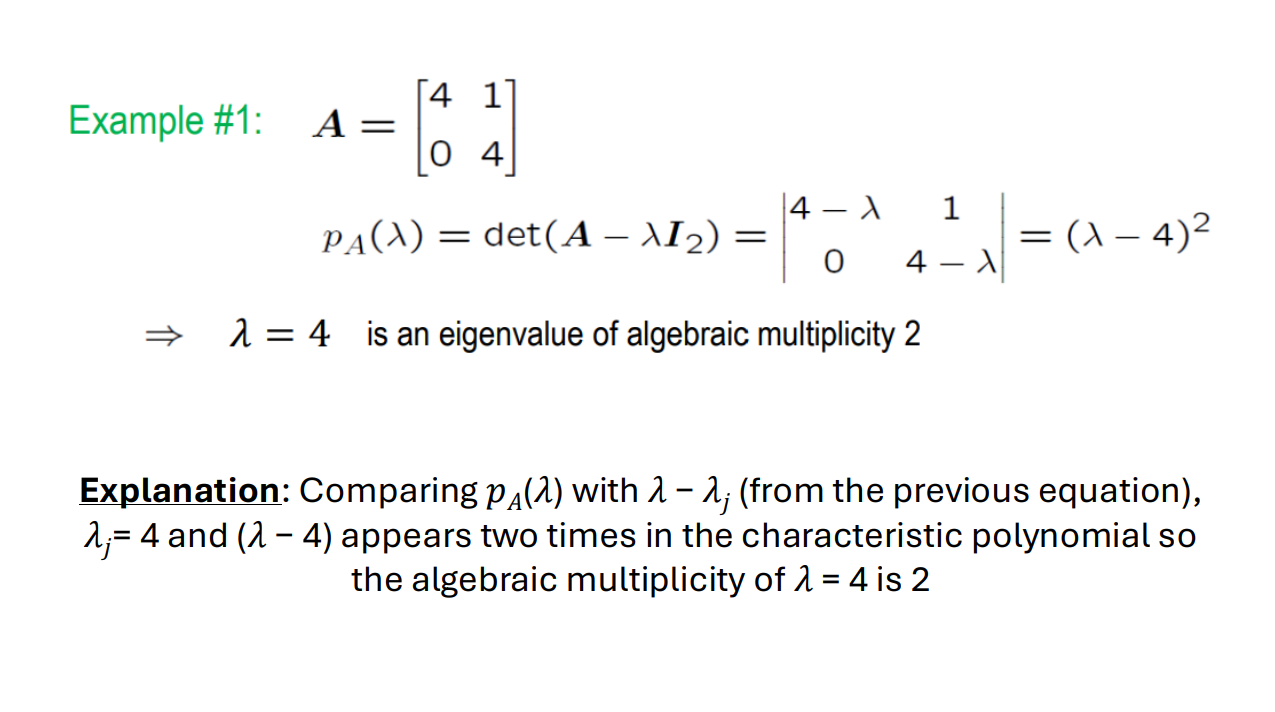 Example #1: A = [4 1; 0 4]
p_A(λ) = det(A − λI_2) = |4 − λ 1; 0 4 − λ| = (λ − 4)^2
⇒ λ = 4 is an eigenvalue of algebraic multiplicity 2
Explanation: Comparing p_A(λ) with λ − λ_j (from the previous equation),
λ_j= 4 and (λ − 4) appears two times in the characteristic polynomial so
the algebraic multiplicity of λ = 4 is 2